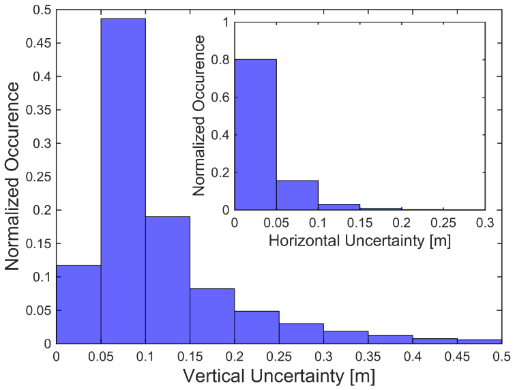 0.5
0.45
0.4
0.35
0.3
0.25
0.2
0.15
0.1
0.05
0
Normalized Occurence
0 0.05 0.1 0.15 0.2 0.25 0.3 0.35 0.4 0.45 0.5
Vertical Uncertainty [m]
1
0.8
0.6
0.4
0.2
0
Normalized Occurence
0 0.05 0.1 0.15 0.2 0.3
Horizontal Uncertainty [m]